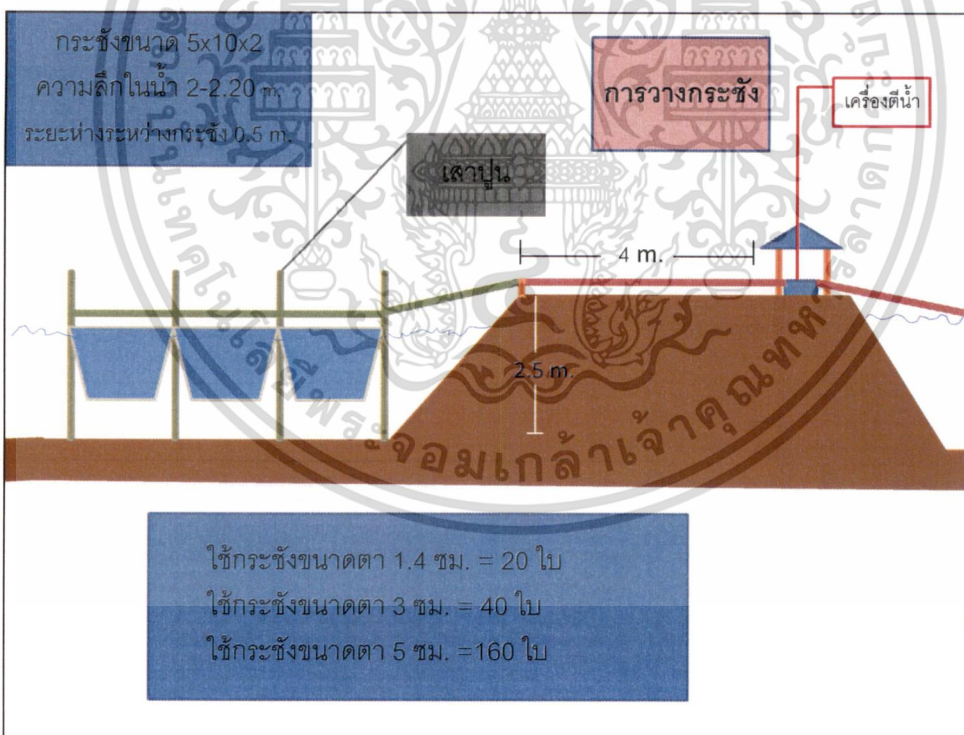 กระชังขนาด 5x10x2
ความลึกในน้ำ 2-2.20 m.
ระยะห่างระหว่างกระชัง 0.5 m.
การวางกระชัง
เครื่องตีน้ำ
เสาปูน
4 m.
2.5 m.
พระจอมเกล้าเจ้าคุณทหาร
ใช้กระชังขนาดตา 1.4 ซม. = 20 ใบ
ใช้กระชังขนาดตา 3 ซม. = 40 ใบ
ใช้กระชังขนาดตา 5 ซม. =160 ใบ